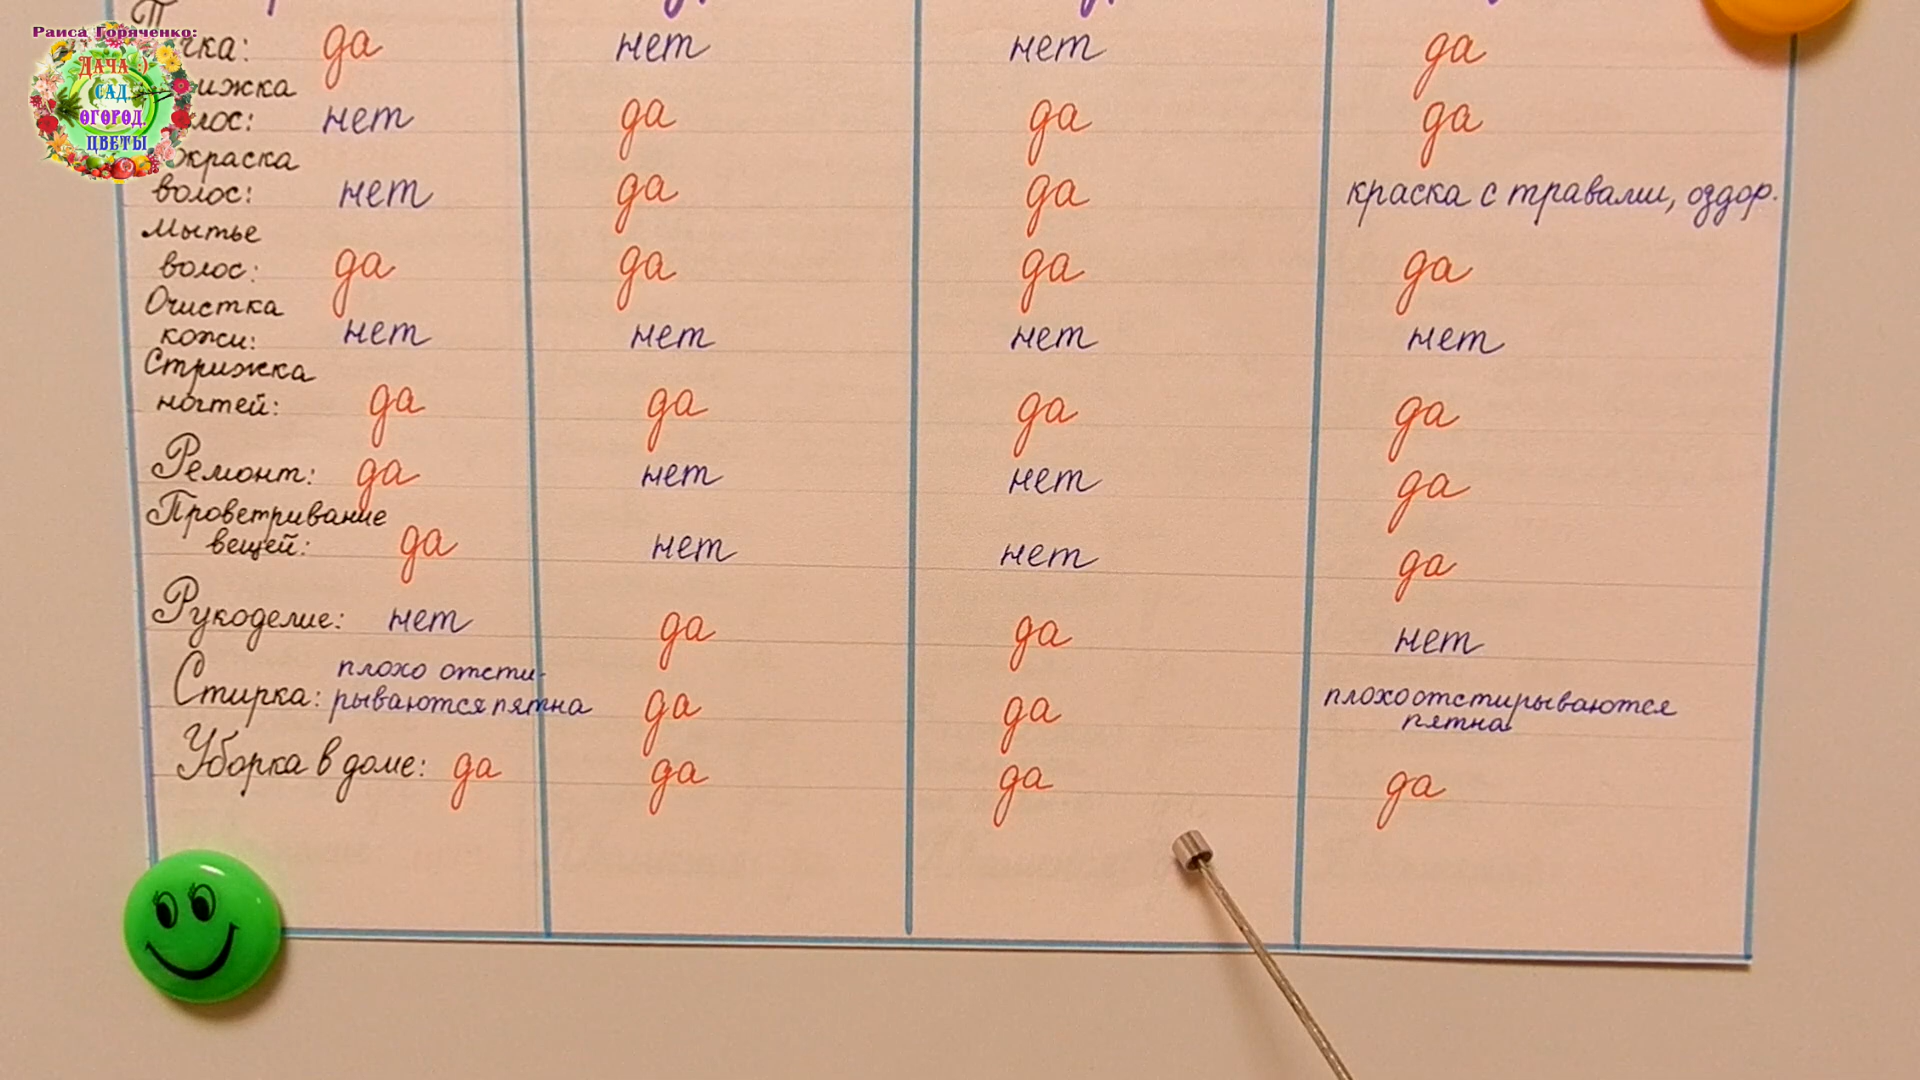 Раиса Горяченко:
Дача :)
сад
огород
цветы
да нет нет да
нет да да да
волос: нет да да краска с травами, оздор.
Мытье
волос: да да да да
Очистка
кожи: нет нет нет нет
Стрижка
ногтей: да да да да
Ремонт: да нет нет да
Проветривание
вещей: да нет нет да
Рукоделие: нет да да нет
плохо отсти-
Стирка: рываются пятна да да плохо отстирываются
пятна
Уборка в доме: да да да да